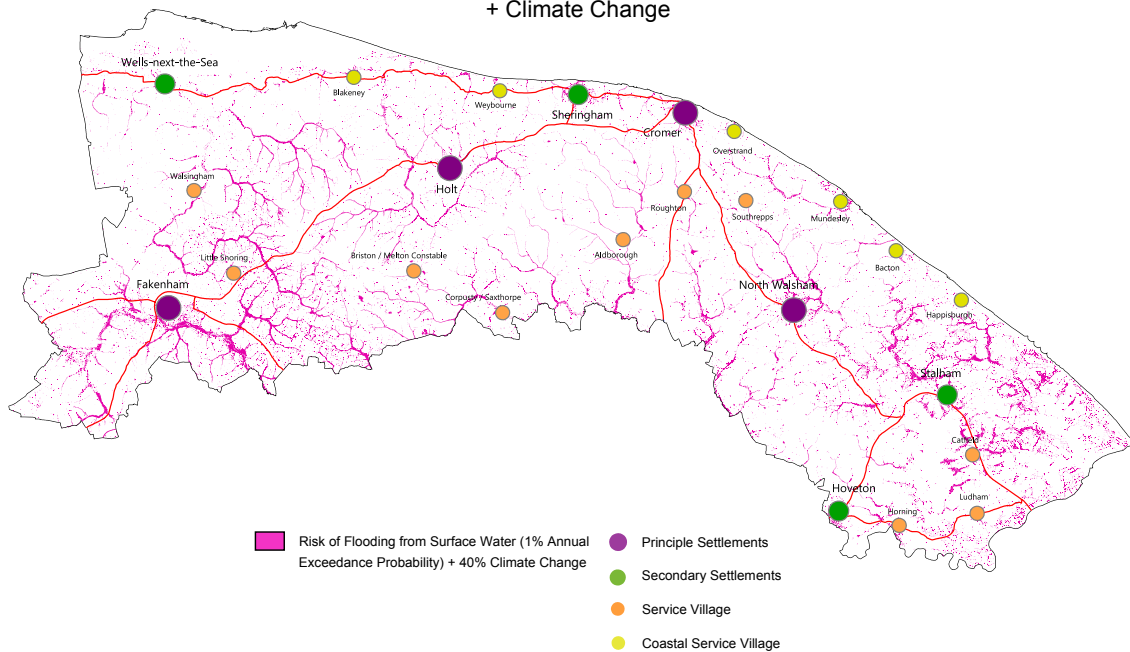 + Climate Change
Wells-next-the-Sea
Blakeney
Weybourne
Sheringham
Cromer
Overstrand
Holt
Walsingham
Roughton
Southrepps
Mundesley
Aldborough
Bacton
Little Snoring
Briston / Melton Constable
Fakenham
Corpusty / Saxthorpe
North Walsham
Happisburgh
Stalham
Catfield
Hoveton
Ludham
Horning
Risk of Flooding from Surface Water (1% Annual
Exceedance Probability) + 40% Climate Change
Principle Settlements
Secondary Settlements
Service Village
Coastal Service Village